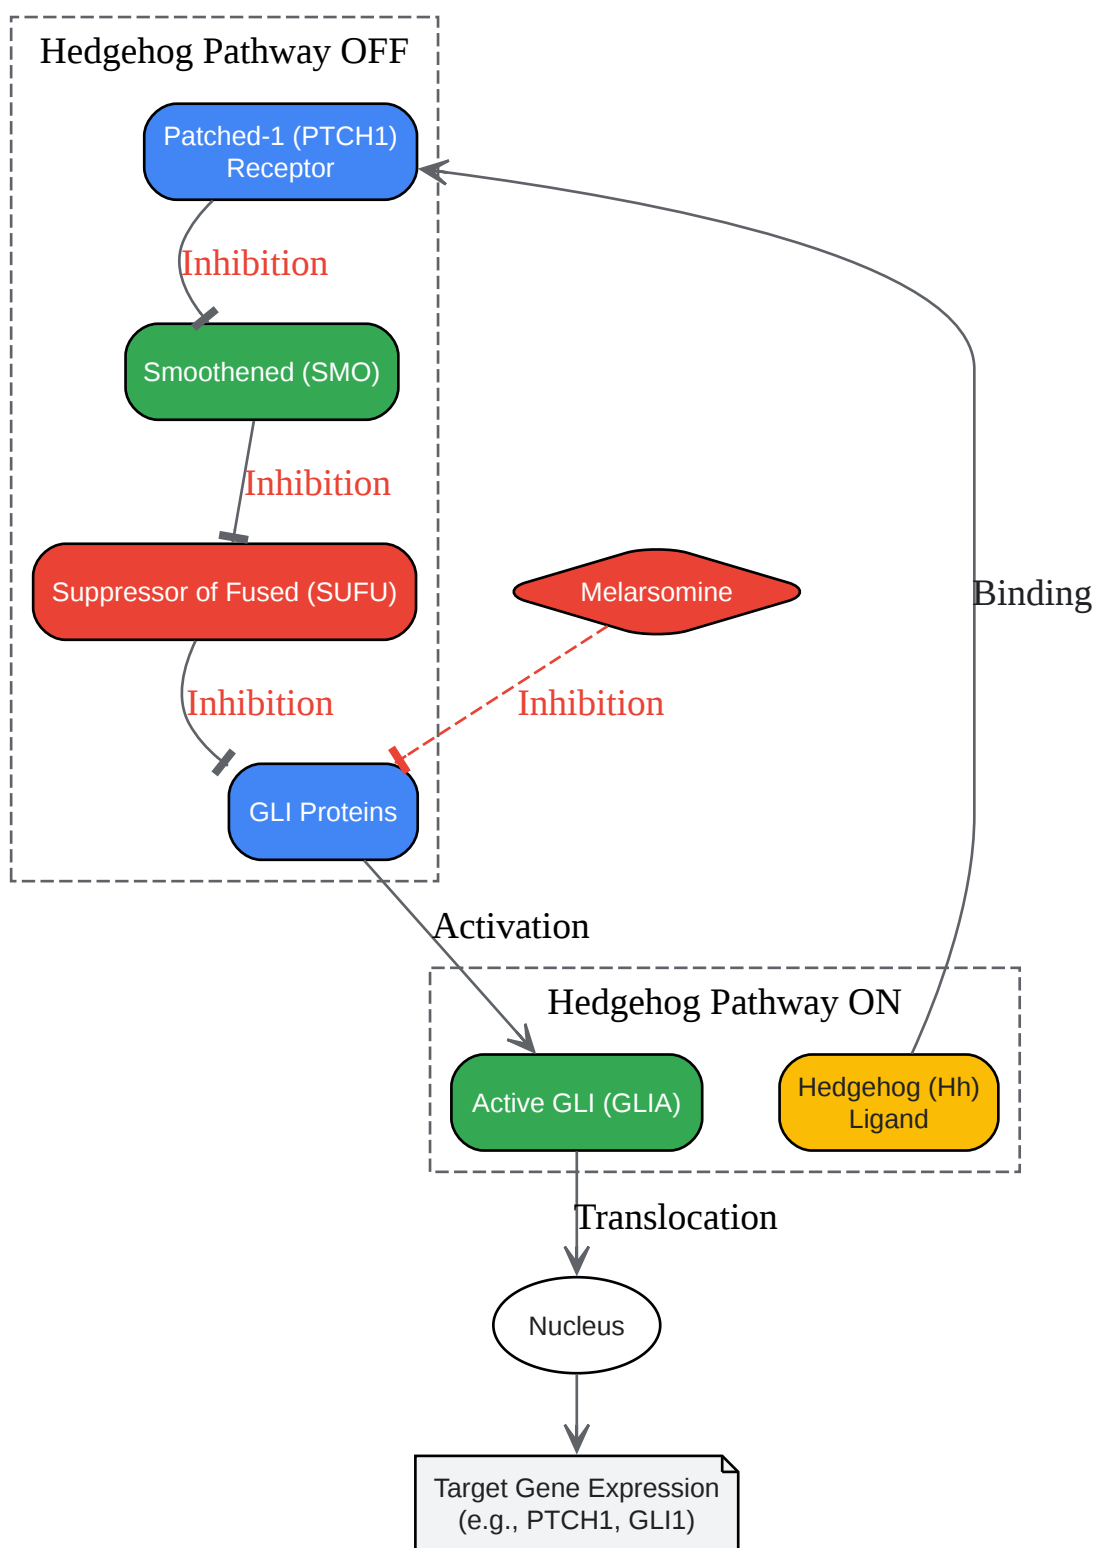 Hedgehog Pathway OFF
Patched-1 (PTCH1)
Receptor
Inhibition
Smoothened (SMO)
Inhibition
Suppressor of Fused (SUFU)
Melarsomine
Binding
Inhibition
Inhibition
GLI Proteins
Activation
Hedgehog Pathway ON
Active GLI (GLIA)
Hedgehog (Hh)
Ligand
Translocation
Nucleus
Target Gene Expression
(e.g., PTCH1, GLI1)